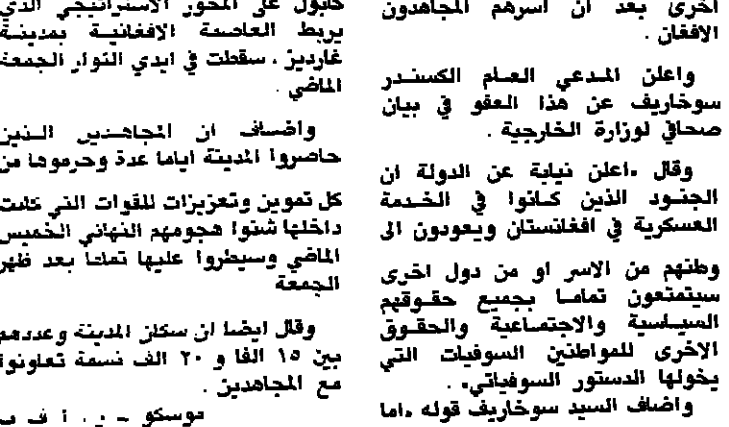 اخرى بعد ان اسرهم المجاهدون
الافغان .
واعلن المدعي العام الكسندر
سوخاريف عن هذا العفو في بيان
صحافي لوزارة الخارجية .
وقال «اعلن نيابة عن الدولة ان
الجنود الذين كانوا في الخدمة
العسكرية في افغانستان ويعودون الى
وطنهم من الاسر او من دول اخرى
سيتمتعون تماما بجميع حقوقهم
السياسية والاجتماعية والحقوق
الاخرى للمواطنين السوفيات التي
يخولها الدستور السوفياتي» .
واضاف السيد سوخاريف قوله «اما
كابول على المحور الاستراتيجي الذي
يربط العاصمة الافغانية بمدينة
غارديز ، سقطت في ايدي الثوار الجمعة
الماضي .
واضاف ان المجاهدين الذين
حاصروا المدينة اياما عدة وحرموها من
كل تموين وتعزيزات للقوات التي كانت
داخلها شنوا هجومهم النهائي الخميس
الماضي وسيطروا عليها تماما بعد ظهر
الجمعة
وقال ايضا ان سكان المدينة وعددهم
بين ١٥ الفا و ٢٠ الف نسمة تعاونوا
مع المجاهدين .
موسكو - ا ف ب